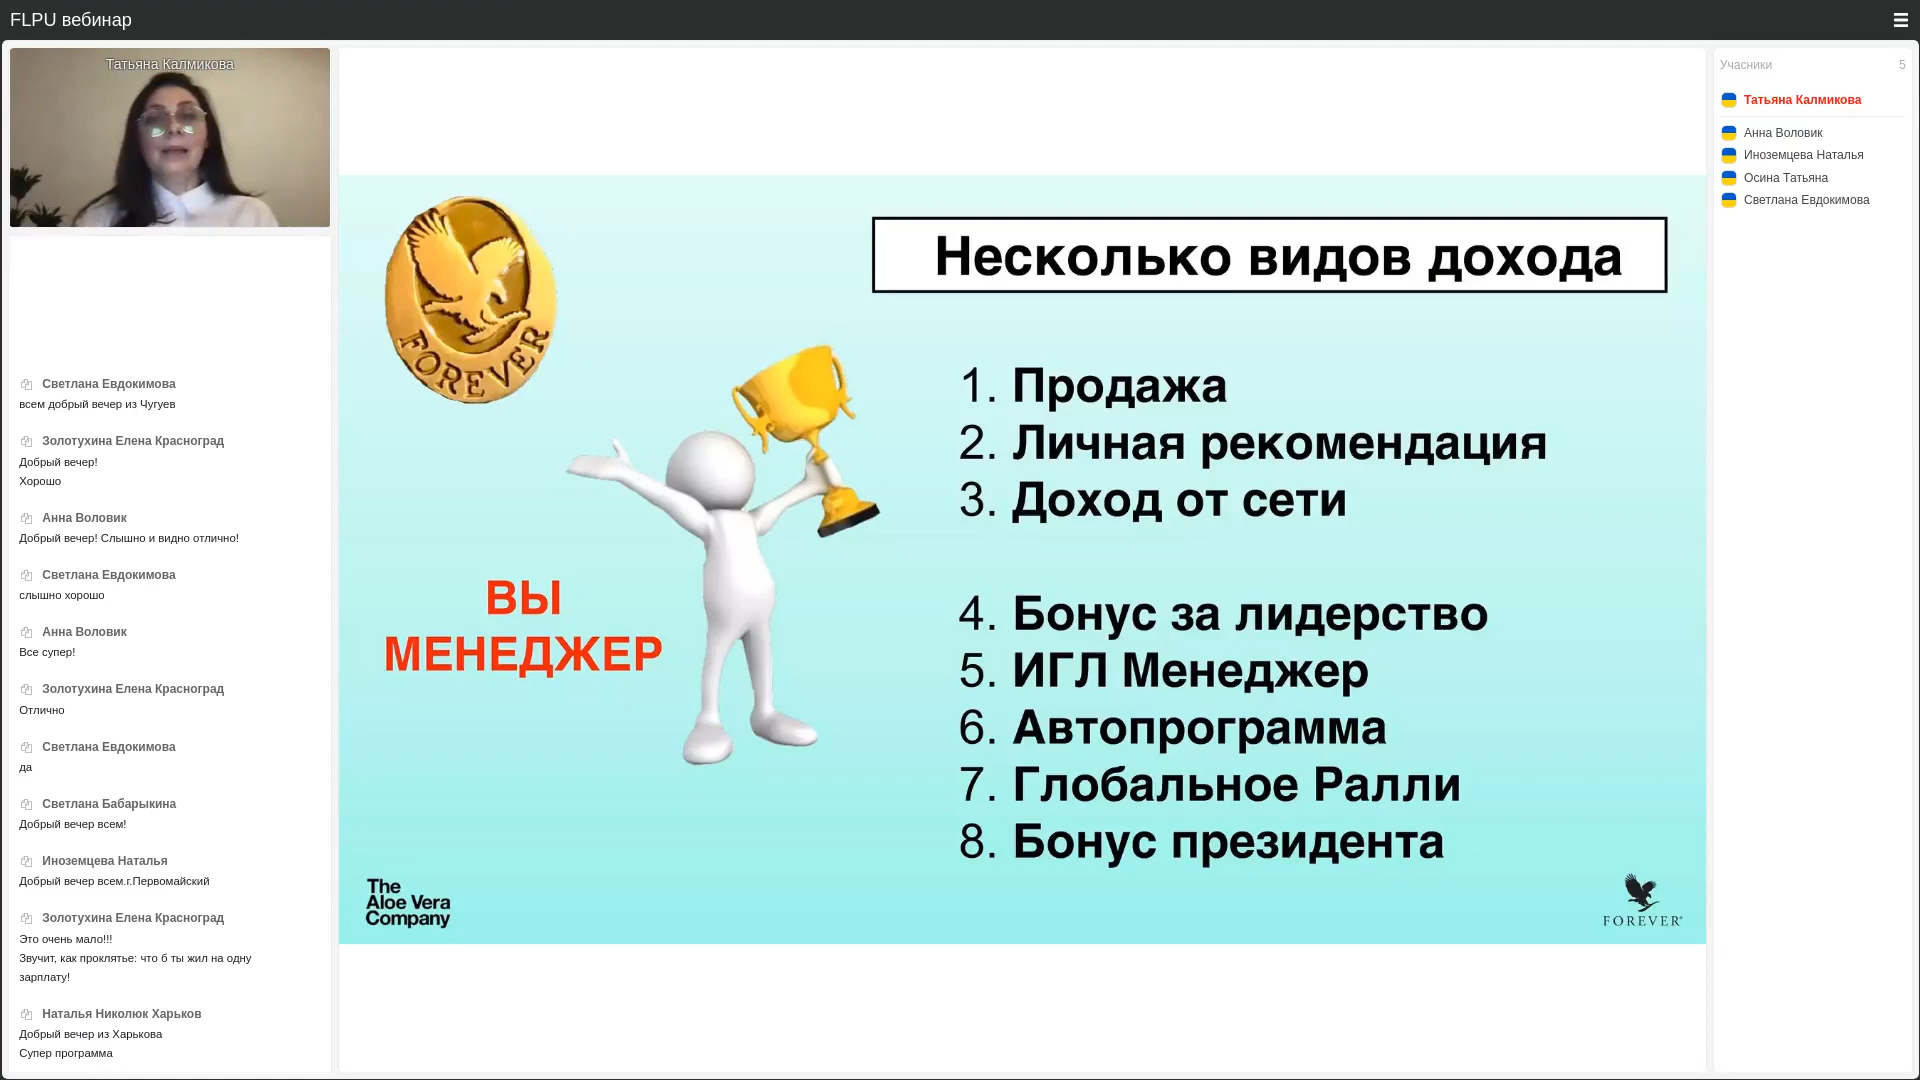 FLPU вебинар
Татьяна Калмикова
Светлана Евдокимова
всем добрый вечер из Чугуев
Золотухина Елена Красноград
Добрый вечер!
Хорошо
Анна Воловик
Добрый вечер! Слышно и видно отлично!
Светлана Евдокимова
слышно хорошо
Анна Воловик
Все супер!
Золотухина Елена Красноград
Отлично
Светлана Евдокимова
да
Светлана Бабарыкина
Добрый вечер всем!
Иноземцева Наталья
Добрый вечер всем.г.Первомайский
Золотухина Елена Красноград
Это очень мало!!!
Звучит, как проклятье: что б ты жил на одну
зарплату!
Наталья Николюк Харьков
Добрый вечер из Харькова
Супер программа
FOREVER
Несколько видов дохода
1. Продажа
2. Личная рекомендация
3. Доход от сети
ВЫ
МЕНЕДЖЕР
4. Бонус за лидерство
5. ИГЛ Менеджер
6. Автопрограмма
7. Глобальное Ралли
8. Бонус президента
The
Aloe Vera
Company
FOREVER®
Учасники 5
Татьяна Калмикова
Анна Воловик
Иноземцева Наталья
Осина Татьяна
Светлана Евдокимова